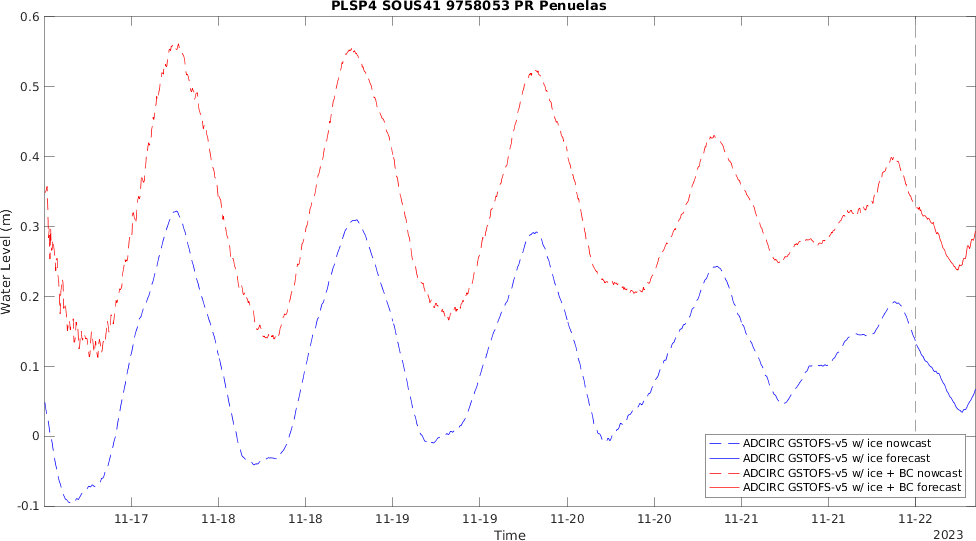 PLSP4 SOUS41 9758053 PR Penuelas
0.6
0.5
0.4
0.3
0.2
0.1
0
-0.1
Water Level (m)
11-17
11-18
11-18
11-19
11-19
11-20
11-20
11-21
11-21
11-22
2023
Time
ADCIRC GSTOFS-v5 w/ ice nowcast
ADCIRC GSTOFS-v5 w/ ice forecast
ADCIRC GSTOFS-v5 w/ ice + BC nowcast
ADCIRC GSTOFS-v5 w/ ice + BC forecast